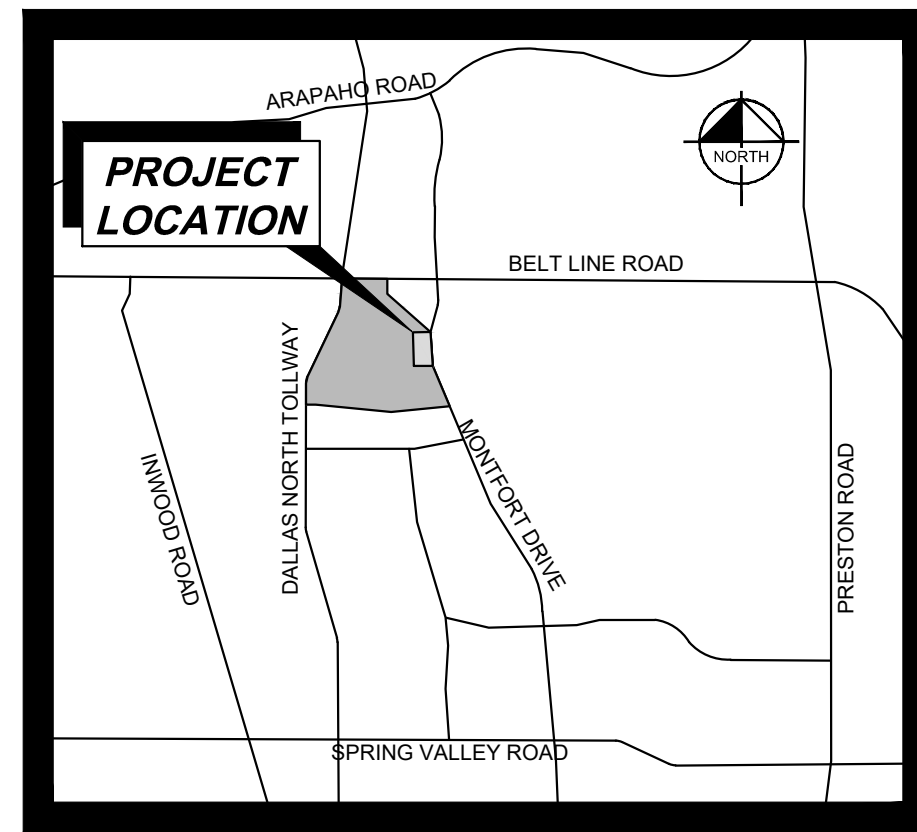 ARAPAHO ROAD
PROJECT
LOCATION
NORTH
BELT LINE ROAD
DALLAS NORTH TOLLWAY
INWOOD ROAD
MONTFORT DRIVE
PRESTON ROAD
SPRING VALLEY ROAD